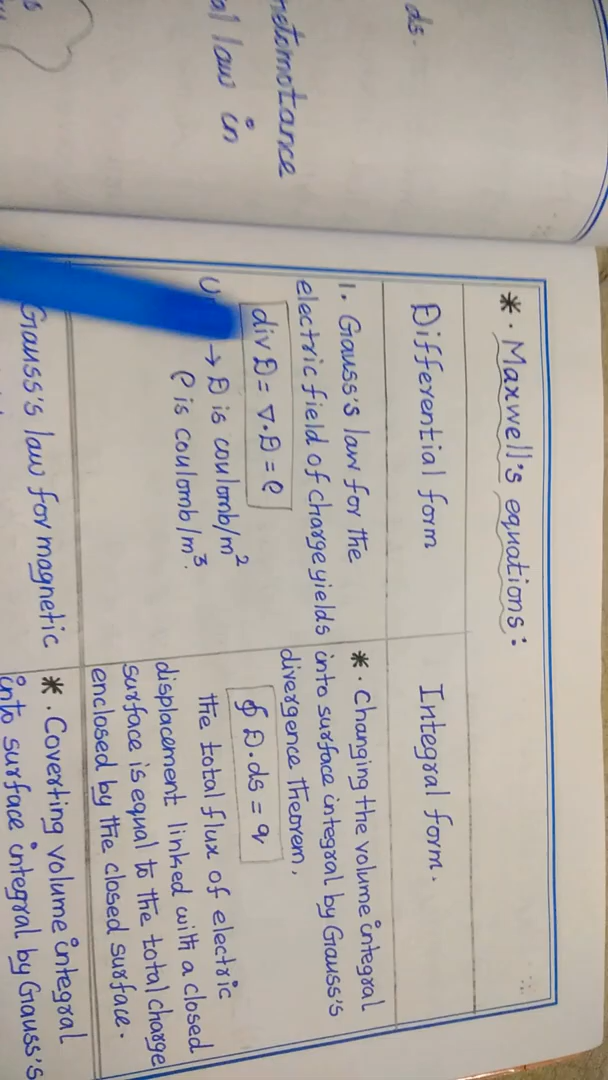 ds.
al law in
*. Maxwell's equations:
Differential form
1. Gauss's law for the
electric field of charge yields
div D = ∇·D = ρ
→ D is coulomb/m²
ρ is coulomb/m³.
Gauss's law for magnetic
Integral form.
*. Changing the volume integral
into surface integral by Gauss's
divergence theorem,
∮ D·ds = q
the total flux of electric
displacement linked with a closed
surface is equal to the total charge
enclosed by the closed surface.
*. Coverting volume integral
into surface integral by Gauss's